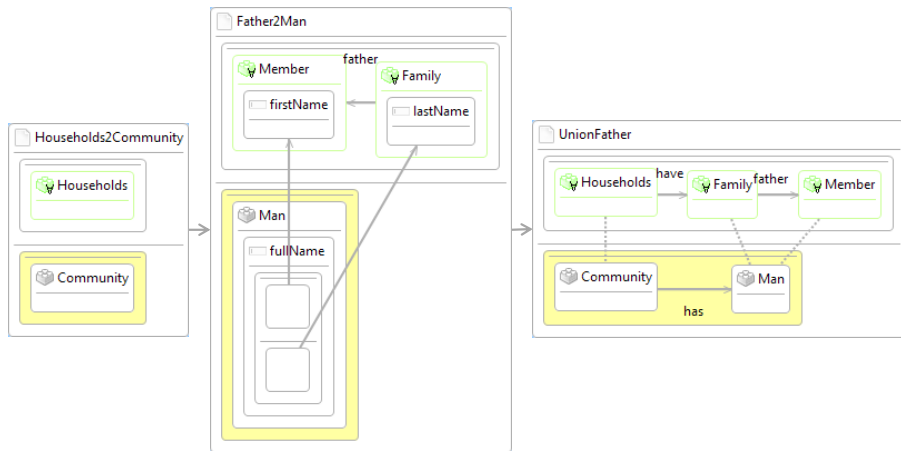 Households2Community
Households
Community
Father2Man
father
Member
Family
firstName
lastName
Man
fullName
UnionFather
Households
have
Family
father
Member
Community
Man
has